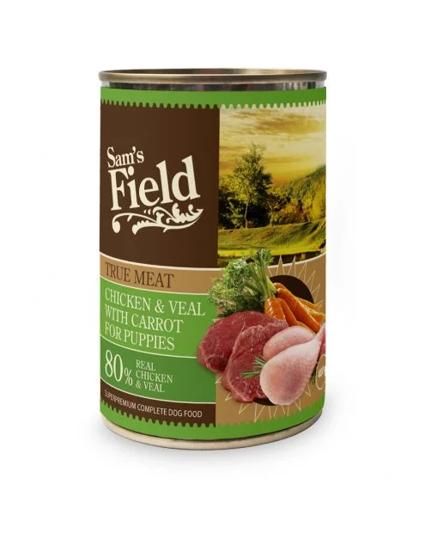 Sam's
Field
TRUE MEAT
CHICKEN & VEAL
WITH CARROT
FOR PUPPIES
80% REAL
CHICKEN
& VEAL
SUPERPREMIUM COMPLETE DOG FOOD